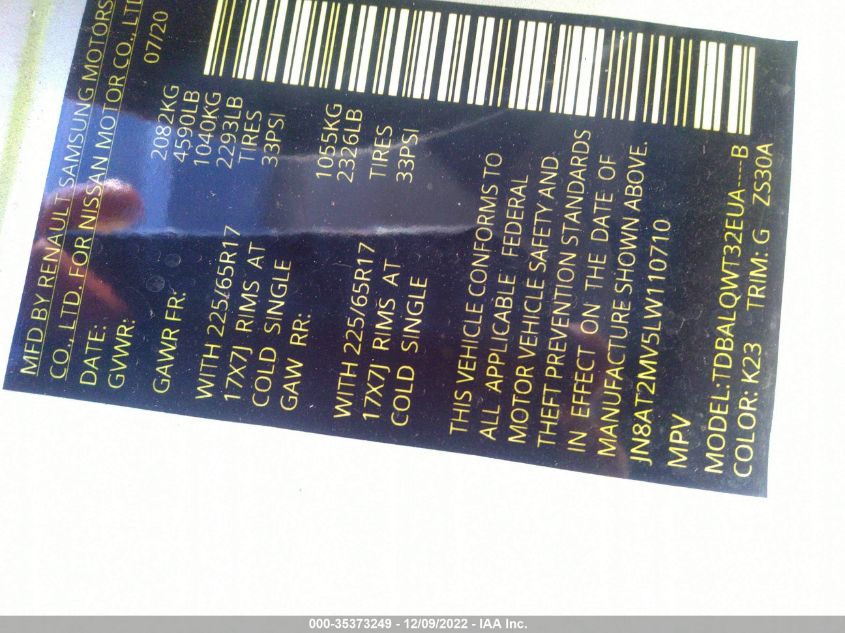 MFD BY RENAULT SAMSUNG MOTORS
CO., LTD. FOR NISSAN MOTOR CO., LTD
DATE: 07/20
GVWR: 2082KG
4590LB
GAWR FR: 1040KG
2293LB
WITH 225/65R17 TIRES
17X7J RIMS AT 33PSI
COLD SINGLE
GAW RR: 1055KG
2326LB
WITH 225/65R17 TIRES
17X7J RIMS AT 33PSI
COLD SINGLE
THIS VEHICLE CONFORMS TO
ALL APPLICABLE FEDERAL
MOTOR VEHICLE SAFETY AND
THEFT PREVENTION STANDARDS
IN EFFECT ON THE DATE OF
MANUFACTURE SHOWN ABOVE.
JN8AT2MV5LW110710
MPV
MODEL:TDBALQWT32EUA----B
COLOR: K23 TRIM: G ZS30A
000-35373249 - 12/09/2022 - IAA Inc.